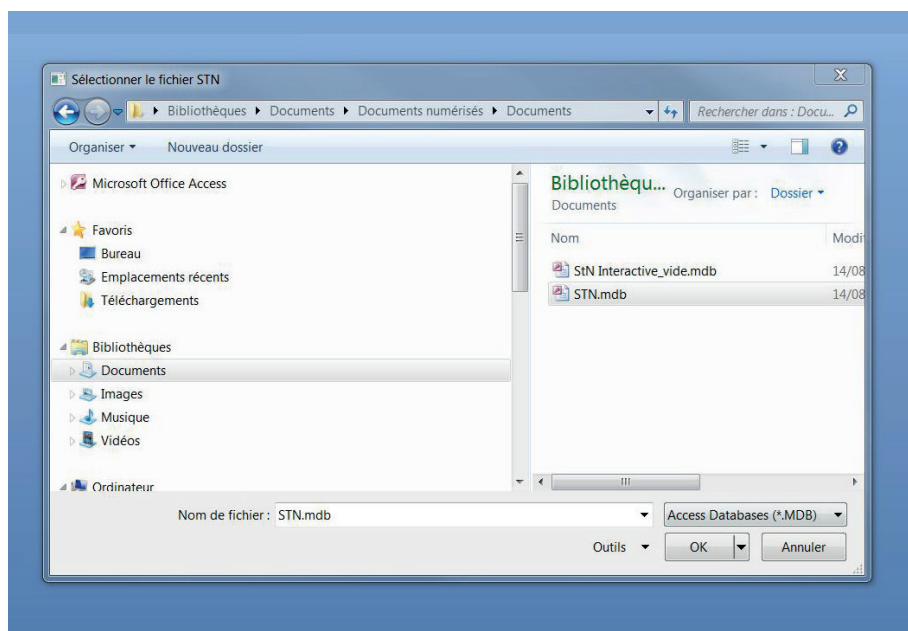 Sélectionner le fichier STN
Bibliothèques Documents Documents numérisés Documents
Rechercher dans : Docu...
Organiser Nouveau dossier
Microsoft Office Access
Favoris
Bureau
Emplacements récents
Téléchargements
Bibliothèques
Documents
Images
Musique
Vidéos
Ordinateur
Bibliothèqu...
Documents
Organiser par : Dossier
Nom Modi
StN Interactive_vide.mdb 14/08
STN.mdb 14/08
Nom de fichier : STN.mdb
Access Databases (*.MDB)
Outils OK Annuler